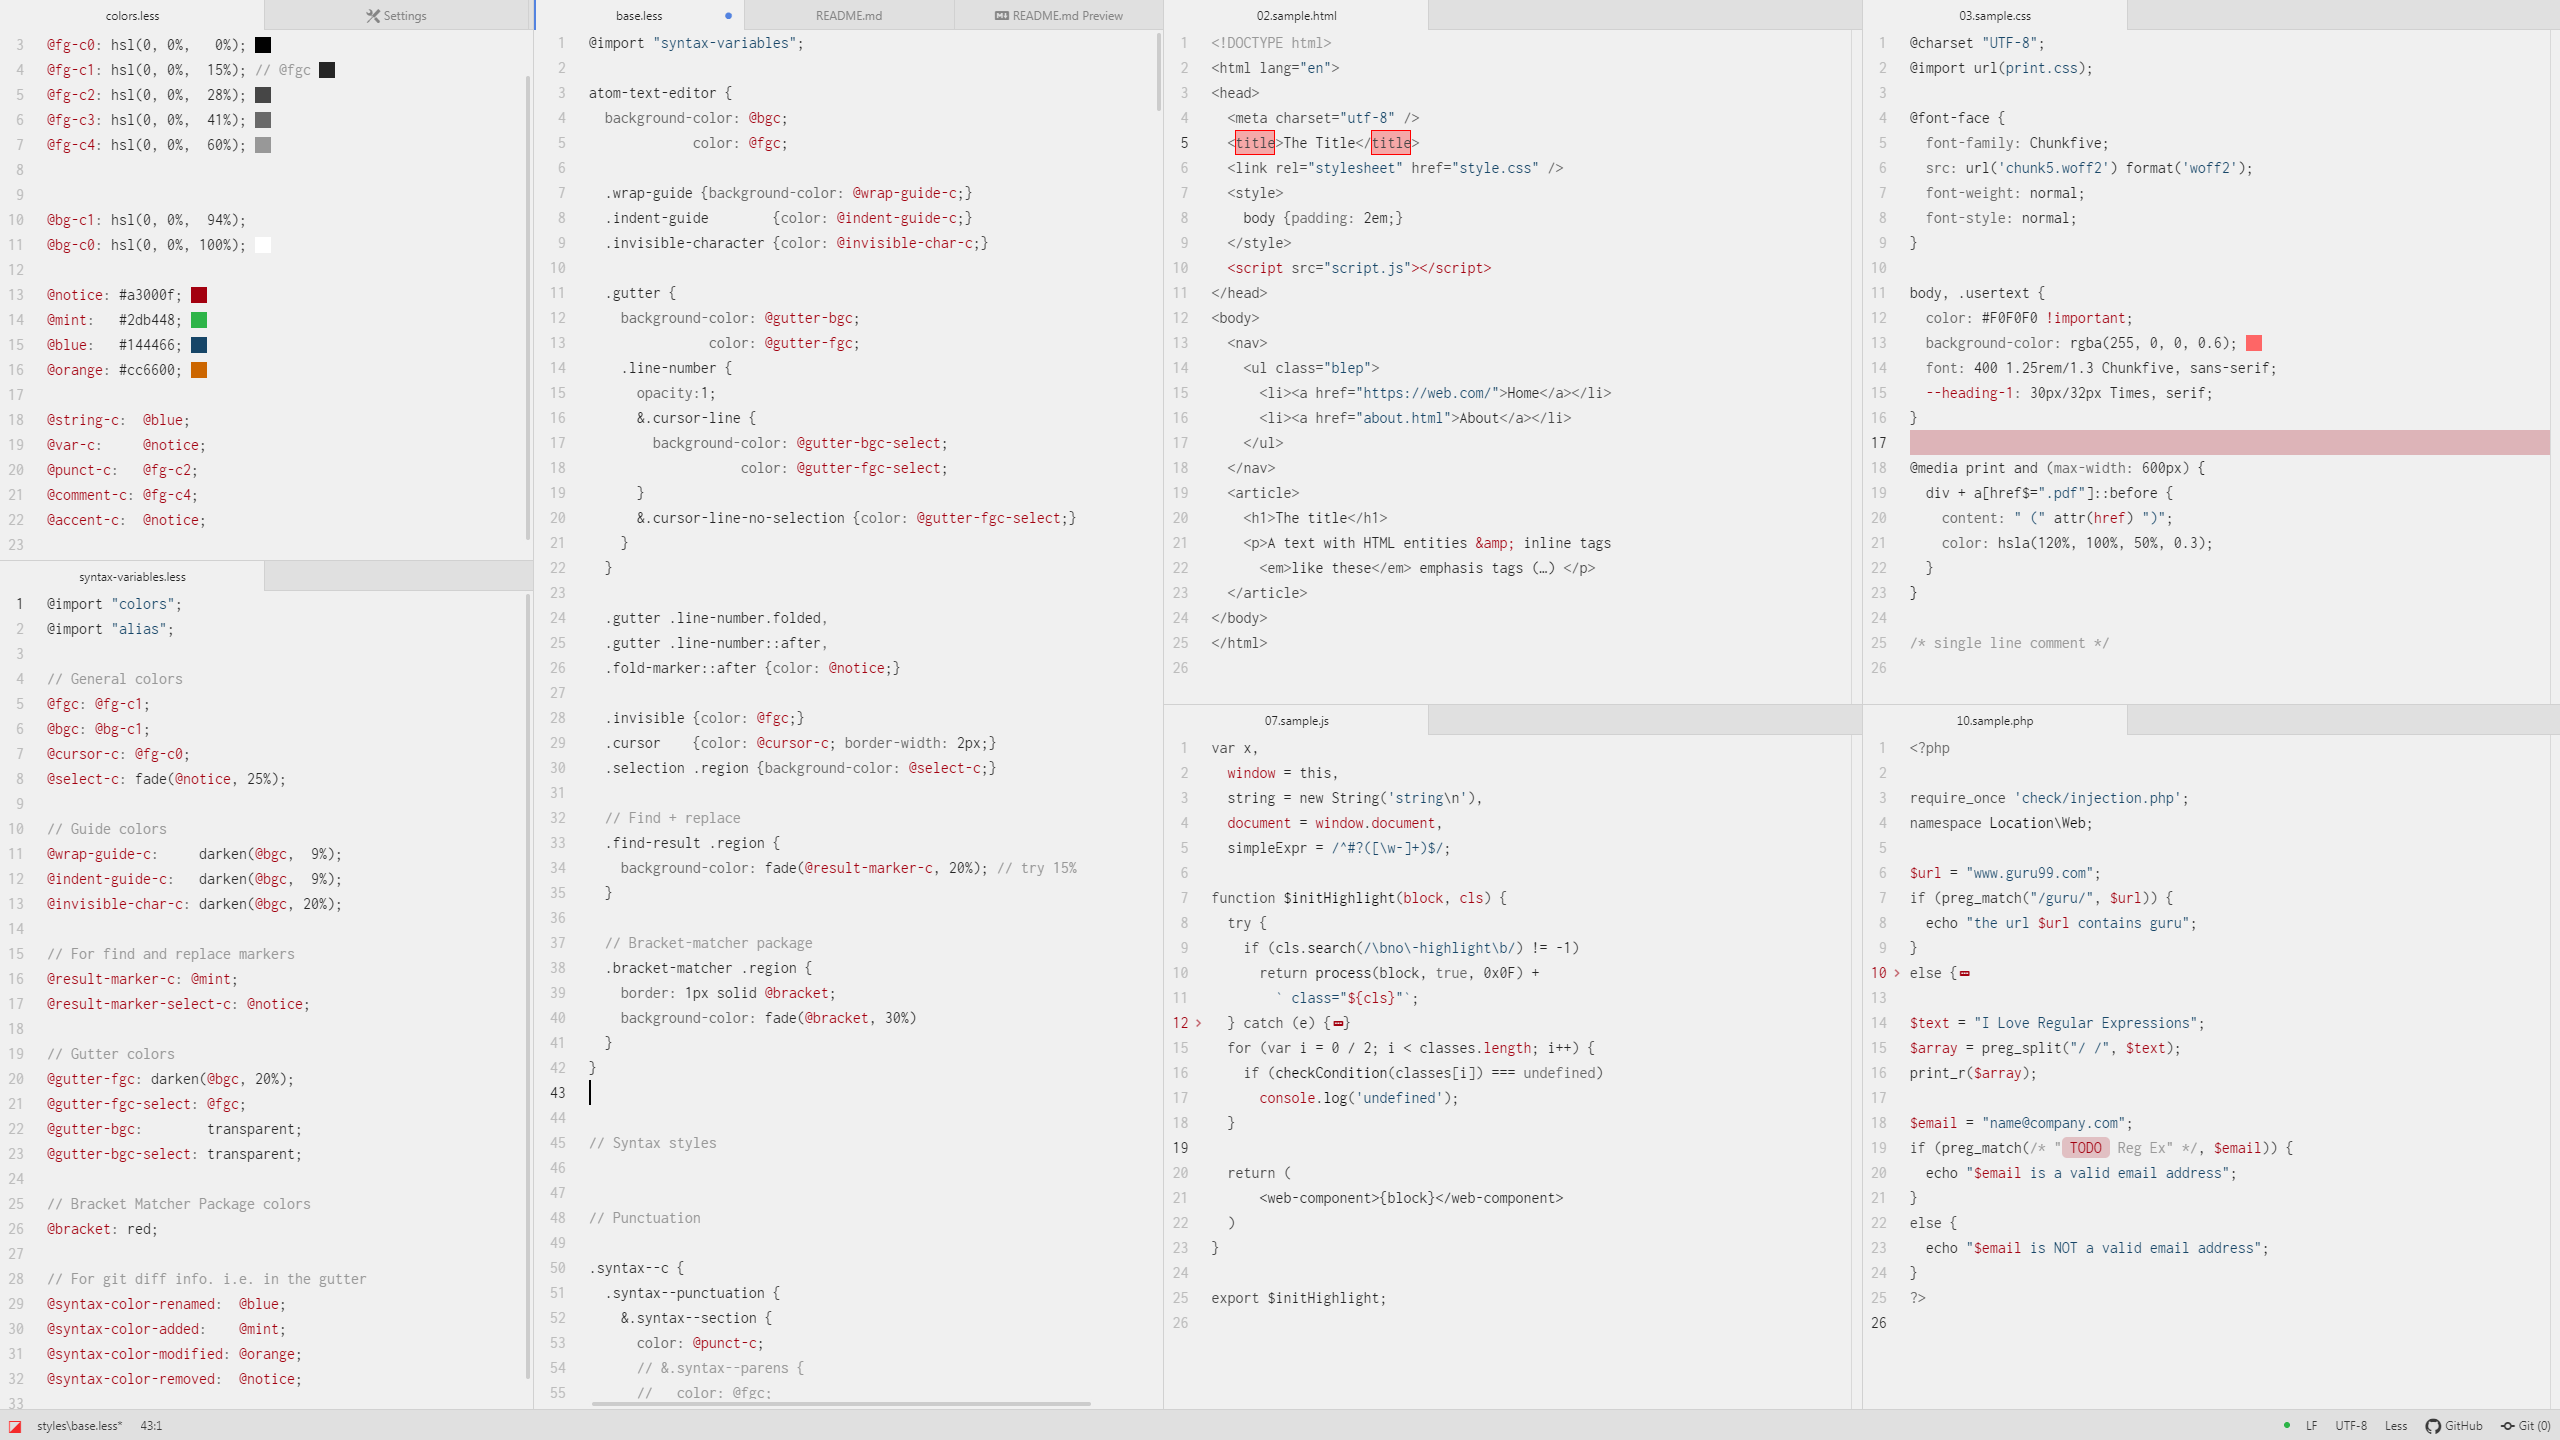 colors.less
Settings
3 @fg-c0: hsl(0, 0%,   0%);
4 @fg-c1: hsl(0, 0%,  15%); // @fgc
5 @fg-c2: hsl(0, 0%,  28%);
6 @fg-c3: hsl(0, 0%,  41%);
7 @fg-c4: hsl(0, 0%,  60%);
8
9
10 @bg-c1: hsl(0, 0%,  94%);
11 @bg-c0: hsl(0, 0%, 100%);
12
13 @notice: #a3000f;
14 @mint:   #2db448;
15 @blue:   #144466;
16 @orange: #cc6600;
17
18 @string-c:  @blue;
19 @var-c:     @notice;
20 @punct-c:   @fg-c2;
21 @comment-c: @fg-c4;
22 @accent-c:  @notice;
23
syntax-variables.less
1 @import "colors";
2 @import "alias";
3
4 // General colors
5 @fgc: @fg-c1;
6 @bgc: @bg-c1;
7 @cursor-c: @fg-c0;
8 @select-c: fade(@notice, 25%);
9
10 // Guide colors
11 @wrap-guide-c:     darken(@bgc,  9%);
12 @indent-guide-c:   darken(@bgc,  9%);
13 @invisible-char-c: darken(@bgc, 20%);
14
15 // For find and replace markers
16 @result-marker-c: @mint;
17 @result-marker-select-c: @notice;
18
19 // Gutter colors
20 @gutter-fgc: darken(@bgc, 20%);
21 @gutter-fgc-select: @fgc;
22 @gutter-bgc:        transparent;
23 @gutter-bgc-select: transparent;
24
25 // Bracket Matcher Package colors
26 @bracket: red;
27
28 // For git diff info. i.e. in the gutter
29 @syntax-color-renamed:  @blue;
30 @syntax-color-added:    @mint;
31 @syntax-color-modified: @orange;
32 @syntax-color-removed:  @notice;
33
base.less
README.md
README.md Preview
1 @import "syntax-variables";
2
3 atom-text-editor {
4   background-color: @bgc;
5              color: @fgc;
6
7   .wrap-guide {background-color: @wrap-guide-c;}
8   .indent-guide        {color: @indent-guide-c;}
9   .invisible-character {color: @invisible-char-c;}
10
11   .gutter {
12     background-color: @gutter-bgc;
13                color: @gutter-fgc;
14     .line-number {
15       opacity:1;
16       &.cursor-line {
17         background-color: @gutter-bgc-select;
18                    color: @gutter-fgc-select;
19       }
20       &.cursor-line-no-selection {color: @gutter-fgc-select;}
21     }
22   }
23
24   .gutter .line-number.folded,
25   .gutter .line-number::after,
26   .fold-marker::after {color: @notice;}
27
28   .invisible {color: @fgc;}
29   .cursor    {color: @cursor-c; border-width: 2px;}
30   .selection .region {background-color: @select-c;}
31
32   // Find + replace
33   .find-result .region {
34     background-color: fade(@result-marker-c, 20%); // try 15%
35   }
36
37   // Bracket-matcher package
38   .bracket-matcher .region {
39     border: 1px solid @bracket;
40     background-color: fade(@bracket, 30%)
41   }
42 }
43
44
45 // Syntax styles
46
47
48 // Punctuation
49
50 .syntax--c {
51   .syntax--punctuation {
52     &.syntax--section {
53       color: @punct-c;
54       // &.syntax--parens {
55       //   color: @fgc;
02.sample.html
1 <!DOCTYPE html>
2 <html lang="en">
3 <head>
4   <meta charset="utf-8" />
5   <title>The Title</title>
6   <link rel="stylesheet" href="style.css" />
7   <style>
8     body {padding: 2em;}
9   </style>
10   <script src="script.js"></script>
11 </head>
12 <body>
13   <nav>
14     <ul class="blep">
15       <li><a href="https://web.com/">Home</a></li>
16       <li><a href="about.html">About</a></li>
17     </ul>
18   </nav>
19   <article>
20     <h1>The title</h1>
21     <p>A text with HTML entities &amp; inline tags
22       <em>like these</em> emphasis tags (…) </p>
23   </article>
24 </body>
25 </html>
26
07.sample.js
1 var x,
2   window = this,
3   string = new String('string\n'),
4   document = window.document,
5   simpleExpr = /^#?([\w-]+)$/;
6
7 function $initHighlight(block, cls) {
8   try {
9     if (cls.search(/\bno\-highlight\b/) != -1)
10       return process(block, true, 0x0F) +
11         ` class="${cls}"`;
12   } catch (e) {…}
15   for (var i = 0 / 2; i < classes.length; i++) {
16     if (checkCondition(classes[i]) === undefined)
17       console.log('undefined');
18   }
19
20   return (
21       <web-component>{block}</web-component>
22   )
23 }
24
25 export $initHighlight;
26
03.sample.css
1 @charset "UTF-8";
2 @import url(print.css);
3
4 @font-face {
5   font-family: Chunkfive;
6   src: url('chunk5.woff2') format('woff2');
7   font-weight: normal;
8   font-style: normal;
9 }
10
11 body, .usertext {
12   color: #F0F0F0 !important;
13   background-color: rgba(255, 0, 0, 0.6);
14   font: 400 1.25rem/1.3 Chunkfive, sans-serif;
15   --heading-1: 30px/32px Times, serif;
16 }
17
18 @media print and (max-width: 600px) {
19   div + a[href$=".pdf"]::before {
20     content: " (" attr(href) ")";
21     color: hsla(120%, 100%, 50%, 0.3);
22   }
23 }
24
25 /* single line comment */
26
10.sample.php
1 <?php
2
3 require_once 'check/injection.php';
4 namespace Location\Web;
5
6 $url = "www.guru99.com";
7 if (preg_match("/guru/", $url)) {
8   echo "the url $url contains guru";
9 }
10 else {…
13
14 $text = "I Love Regular Expressions";
15 $array = preg_split("/ /", $text);
16 print_r($array);
17
18 $email = "name@company.com";
19 if (preg_match(/* " TODO Reg Ex" */, $email)) {
20   echo "$email is a valid email address";
21 }
22 else {
23   echo "$email is NOT a valid email address";
24 }
25 ?>
26
styles\base.less* 43:1
LF UTF-8 Less GitHub Git (0)